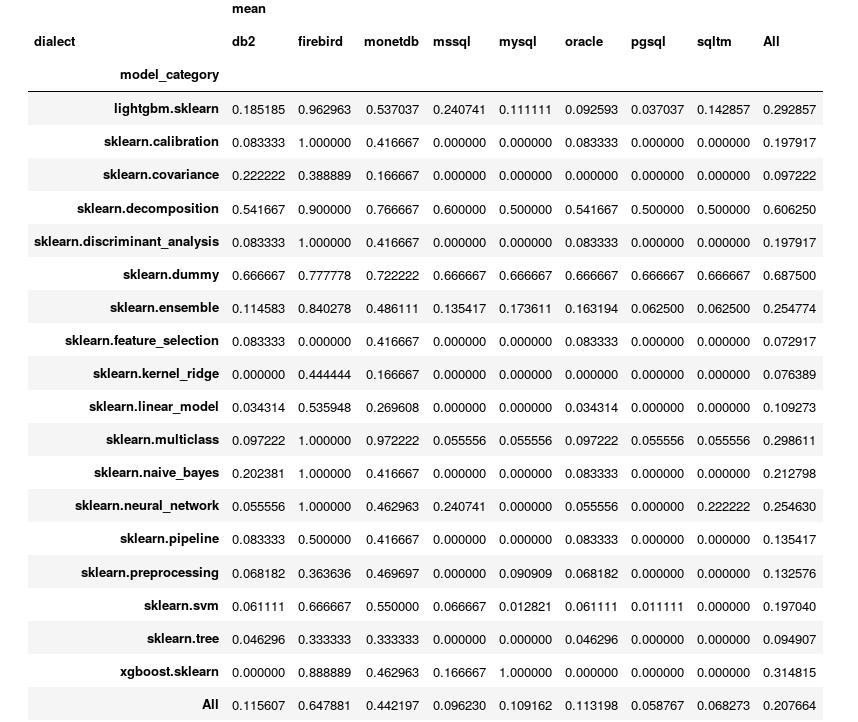 mean
dialect db2 firebird monetdb mssql mysql oracle pgsql sqltm All
model_category
lightgbm.sklearn 0.185185 0.962963 0.537037 0.240741 0.111111 0.092593 0.037037 0.142857 0.292857
sklearn.calibration 0.083333 1.000000 0.416667 0.000000 0.000000 0.083333 0.000000 0.000000 0.197917
sklearn.covariance 0.222222 0.388889 0.166667 0.000000 0.000000 0.000000 0.000000 0.000000 0.097222
sklearn.decomposition 0.541667 0.900000 0.766667 0.600000 0.500000 0.541667 0.500000 0.500000 0.606250
sklearn.discriminant_analysis 0.083333 1.000000 0.416667 0.000000 0.000000 0.083333 0.000000 0.000000 0.197917
sklearn.dummy 0.666667 0.777778 0.722222 0.666667 0.666667 0.666667 0.666667 0.666667 0.687500
sklearn.ensemble 0.114583 0.840278 0.486111 0.135417 0.173611 0.163194 0.062500 0.062500 0.254774
sklearn.feature_selection 0.083333 0.000000 0.416667 0.000000 0.000000 0.083333 0.000000 0.000000 0.072917
sklearn.kernel_ridge 0.000000 0.444444 0.166667 0.000000 0.000000 0.000000 0.000000 0.000000 0.076389
sklearn.linear_model 0.034314 0.535948 0.269608 0.000000 0.000000 0.034314 0.000000 0.000000 0.109273
sklearn.multiclass 0.097222 1.000000 0.972222 0.055556 0.055556 0.097222 0.055556 0.055556 0.298611
sklearn.naive_bayes 0.202381 1.000000 0.416667 0.000000 0.000000 0.083333 0.000000 0.000000 0.212798
sklearn.neural_network 0.055556 1.000000 0.462963 0.240741 0.000000 0.055556 0.000000 0.222222 0.254630
sklearn.pipeline 0.083333 0.500000 0.416667 0.000000 0.000000 0.083333 0.000000 0.000000 0.135417
sklearn.preprocessing 0.068182 0.363636 0.469697 0.000000 0.090909 0.068182 0.000000 0.000000 0.132576
sklearn.svm 0.061111 0.666667 0.550000 0.066667 0.012821 0.061111 0.011111 0.000000 0.197040
sklearn.tree 0.046296 0.333333 0.333333 0.000000 0.000000 0.046296 0.000000 0.000000 0.094907
xgboost.sklearn 0.000000 0.888889 0.462963 0.166667 1.000000 0.000000 0.000000 0.000000 0.314815
All 0.115607 0.647881 0.442197 0.096230 0.109162 0.113198 0.058767 0.068273 0.207664